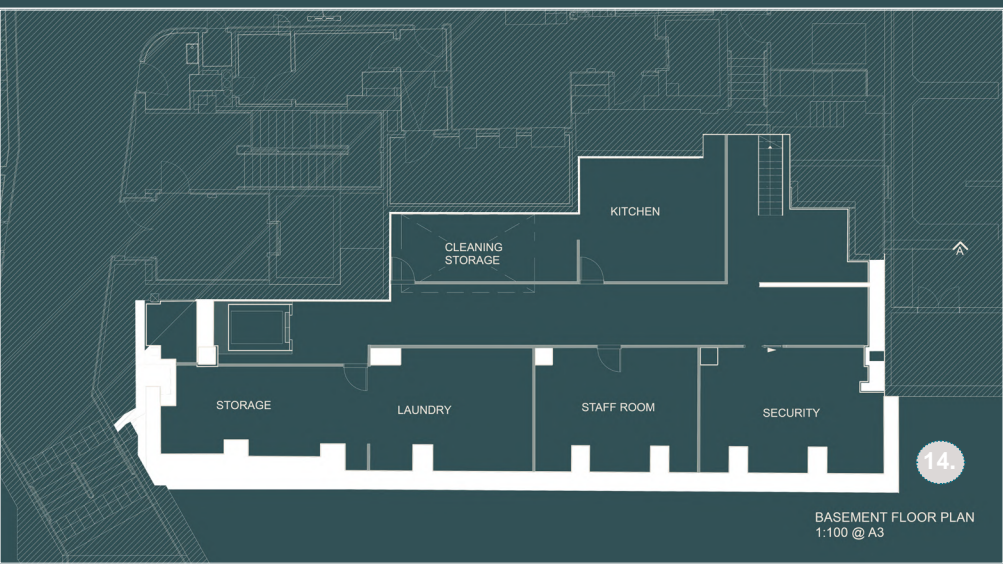 KITCHEN
CLEANING
STORAGE
A
STORAGE
LAUNDRY
STAFF ROOM
SECURITY
14.
BASEMENT FLOOR PLAN
1:100 @ A3